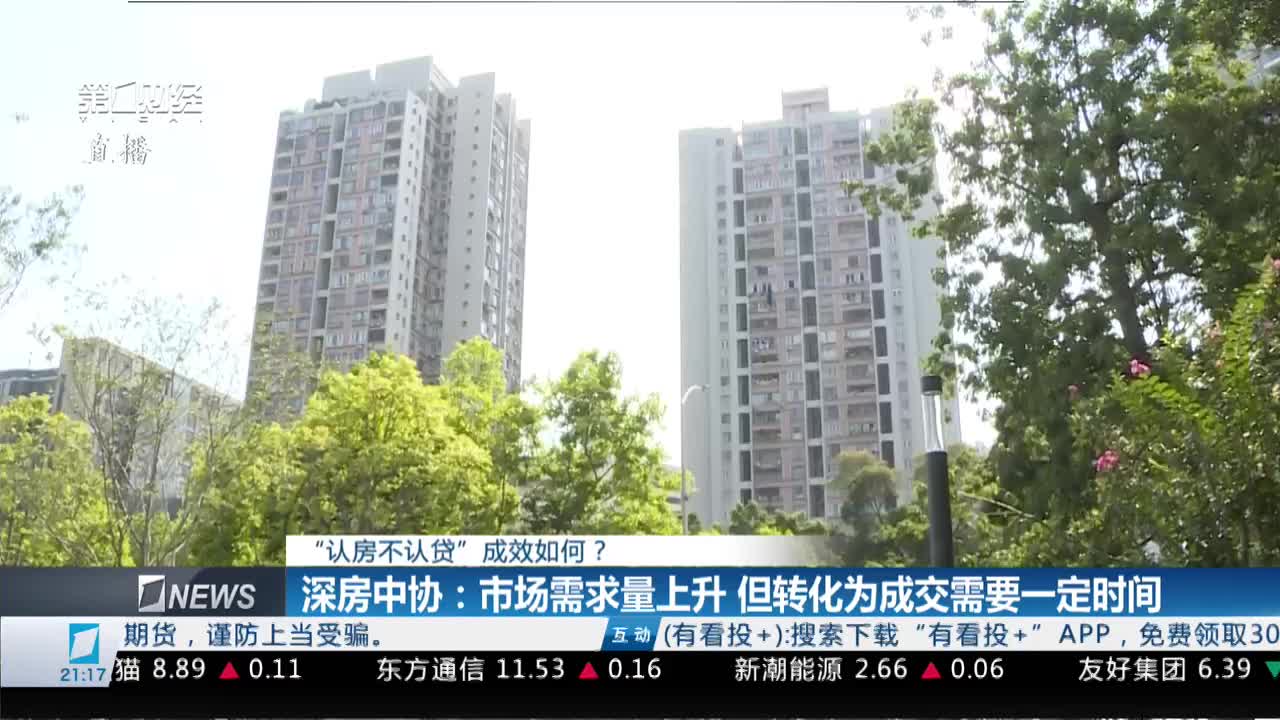 第1财经
YICAI
直播
“认房不认贷”成效如何？
NEWS
深房中协：市场需求量上升 但转化为成交需要一定时间
期货，谨防上当受骗。
互动
(有看投+):搜索下载“有看投+”APP，免费领取30
21:17
猫 8.89 ▲ 0.11 东方通信 11.53 ▲ 0.16 新潮能源 2.66 ▲ 0.06 友好集团 6.39 ▼